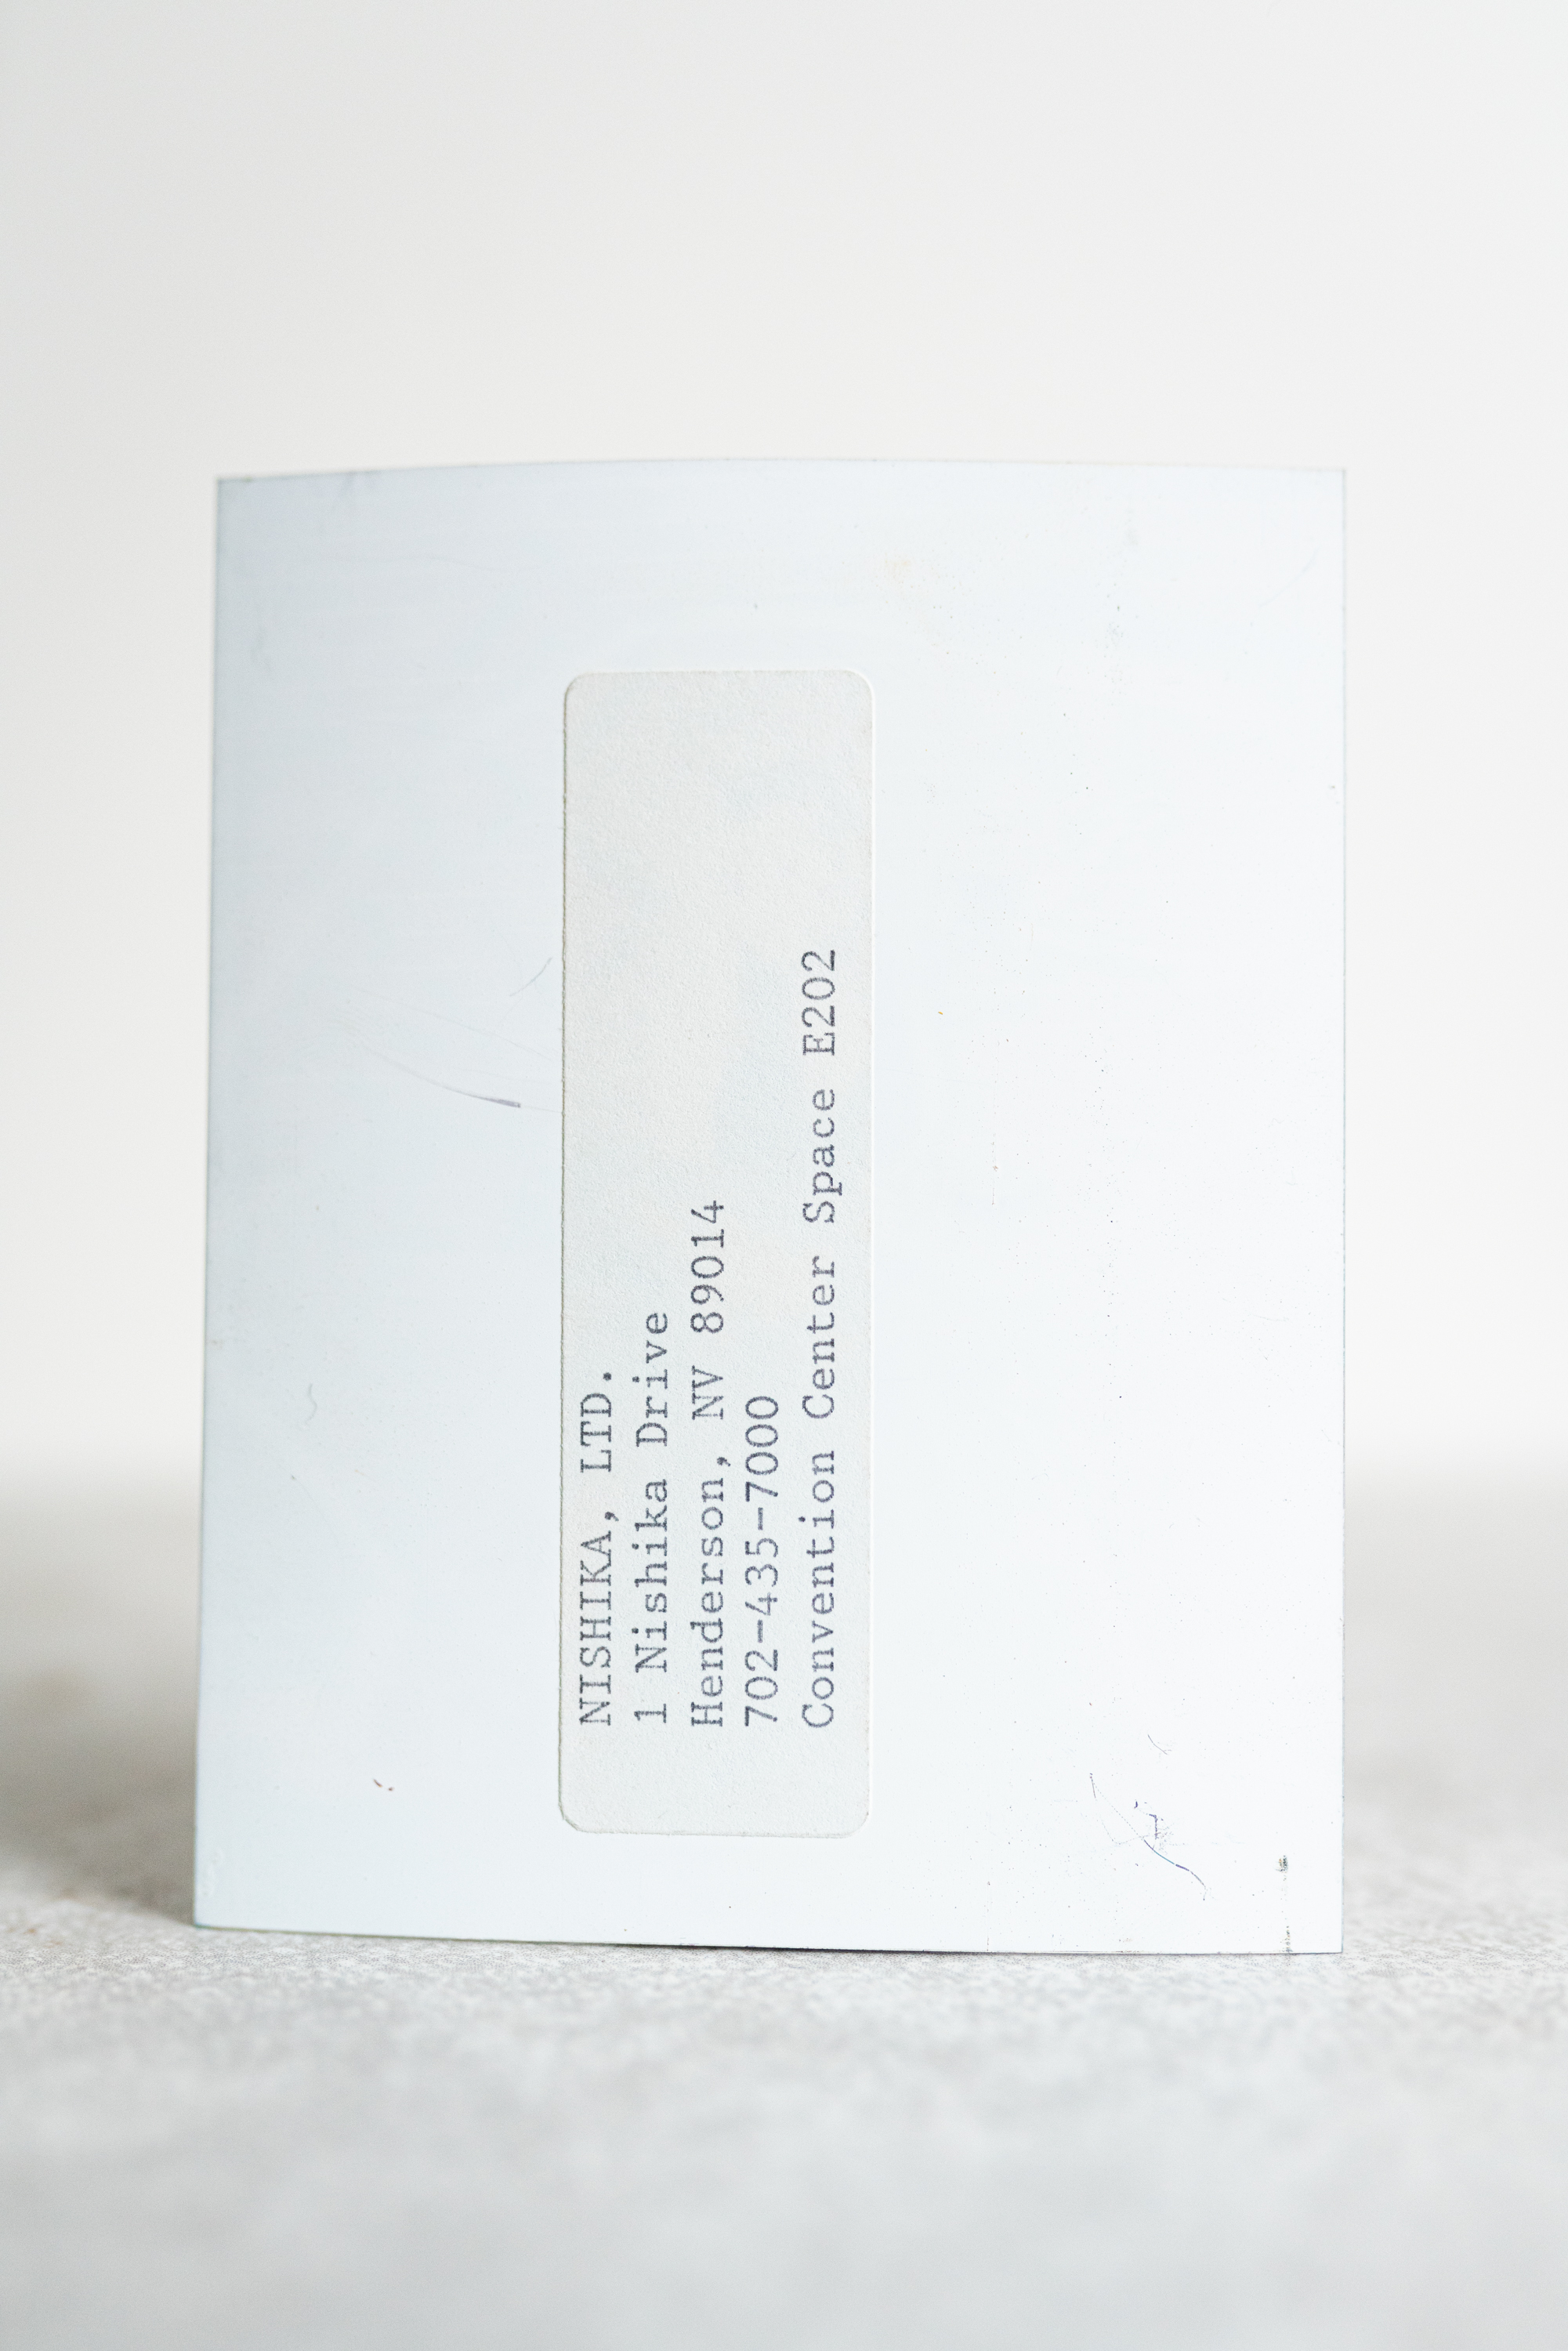 NISHIKA, LTD.
1 Nishika Drive
Henderson, NV 89014
702-435-7000
Convention Center Space E202